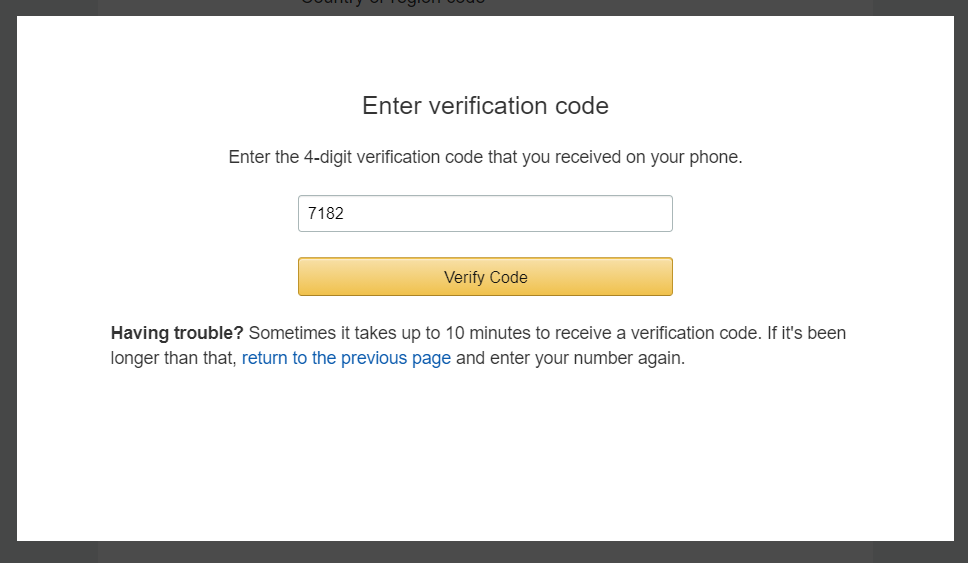 Country or region code
Enter verification code
Enter the 4-digit verification code that you received on your phone.
7182
Verify Code
Having trouble? Sometimes it takes up to 10 minutes to receive a verification code. If it's been
longer than that, return to the previous page and enter your number again.